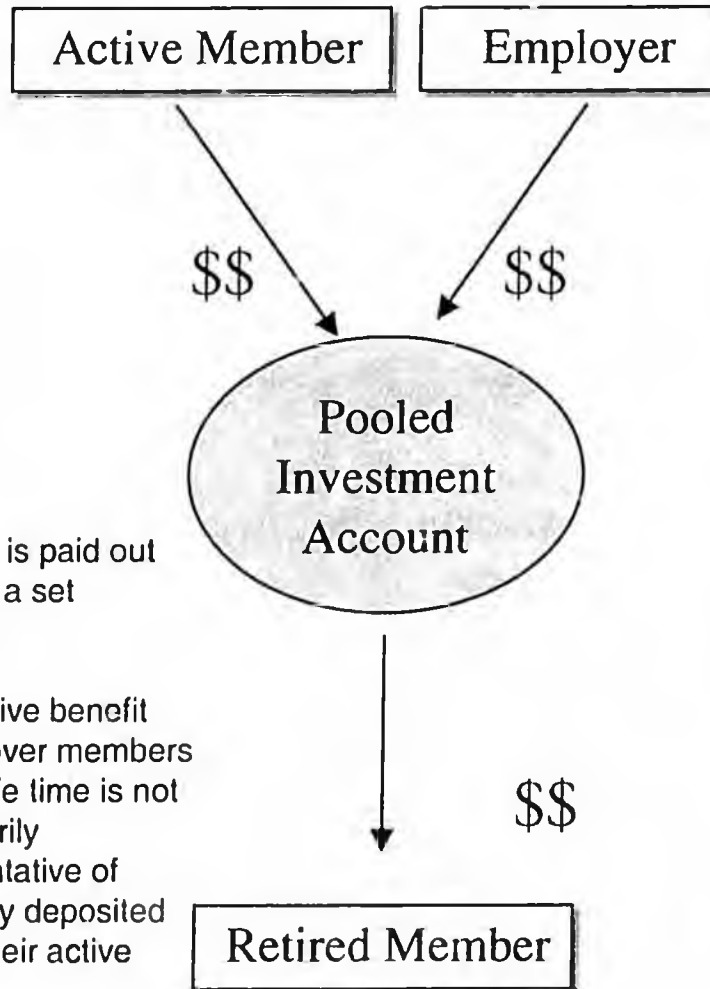 Active Member
Employer
$$
$$
Pooled
Investment
Account
is paid out
a set
ive benefit
over members
e time is not
rily
ntative of
y deposited
eir active
$$
Retired Member